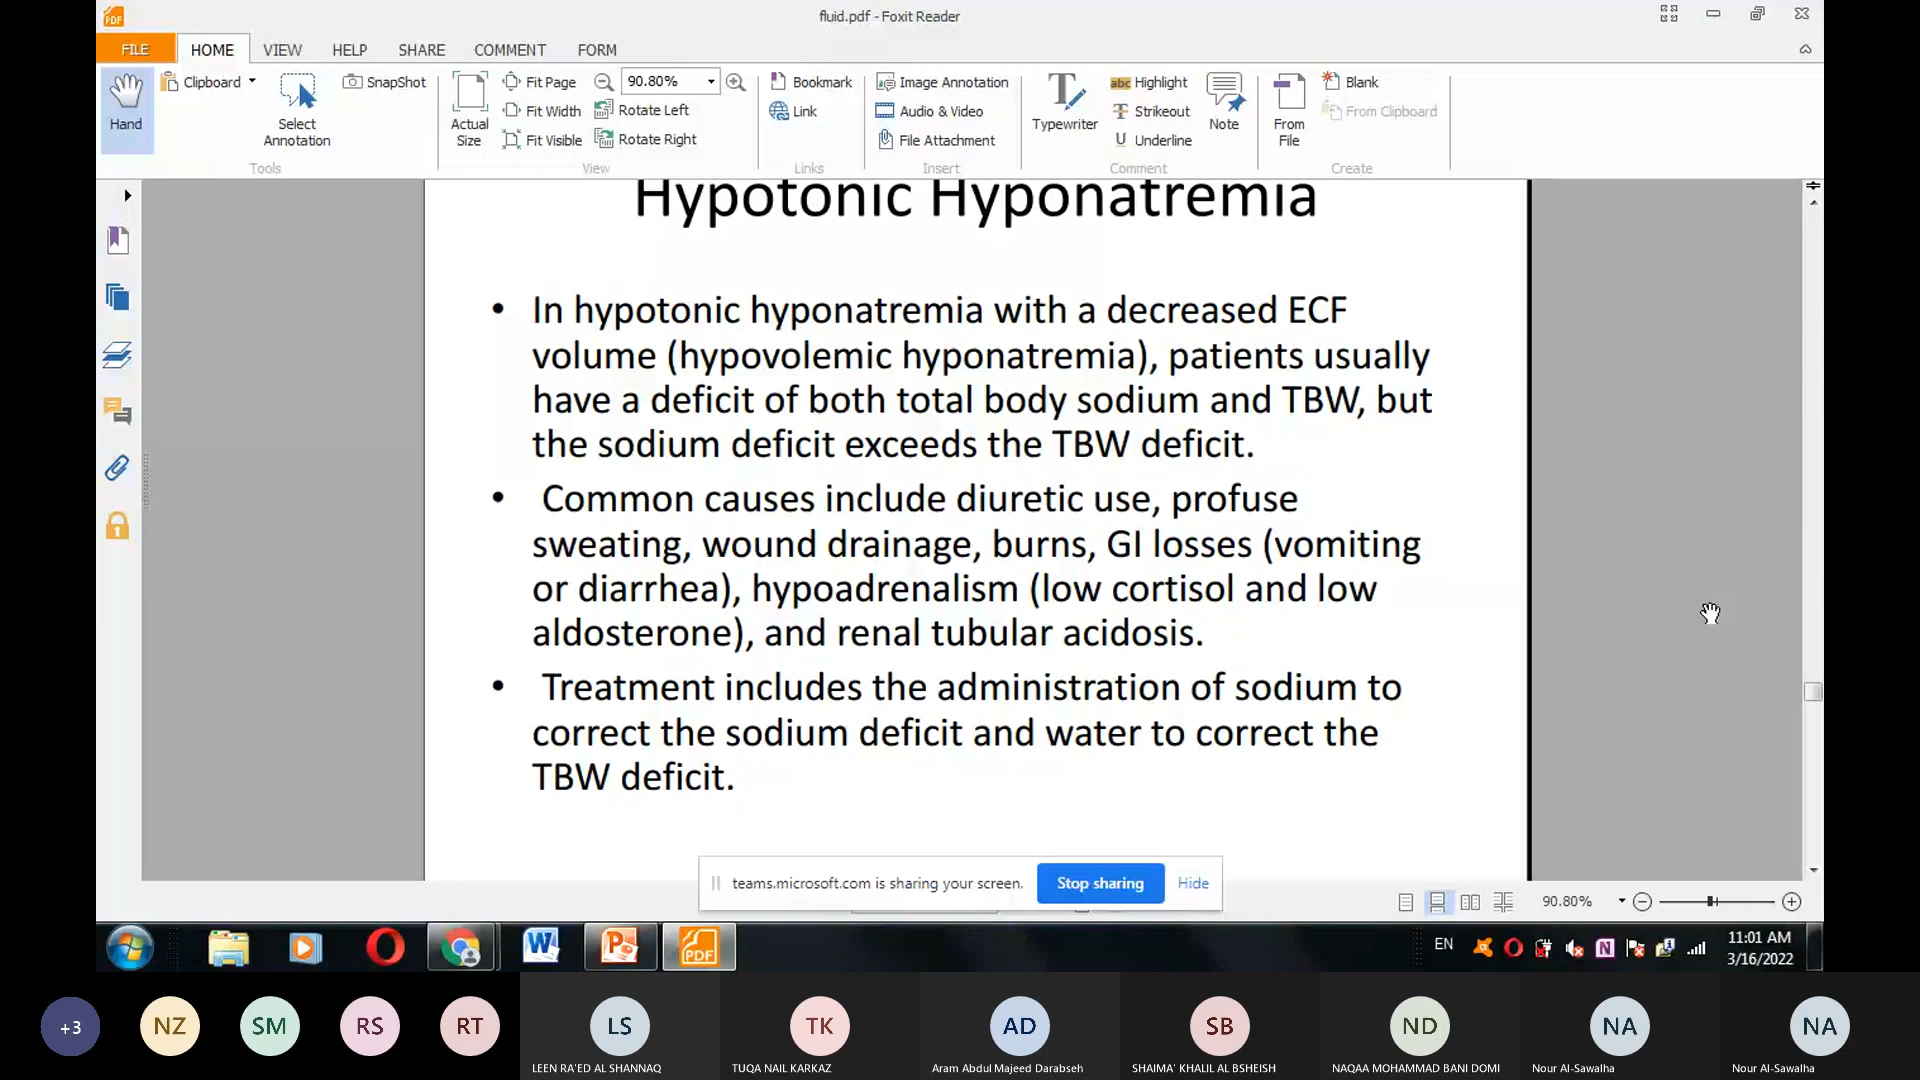 fluid.pdf - Foxit Reader
FILE HOME VIEW HELP SHARE COMMENT FORM
Hand
Clipboard
Select
Annotation
SnapShot
Tools
Actual
Size
Fit Page
Fit Width
Fit Visible
90.80%
Rotate Left
Rotate Right
View
Bookmark
Link
Links
Image Annotation
Audio & Video
File Attachment
Insert
Typewriter
abc Highlight
Strikeout
U Underline
Note
Comment
From
File
Blank
From Clipboard
Create
Hypotonic Hyponatremia
• In hypotonic hyponatremia with a decreased ECF
volume (hypovolemic hyponatremia), patients usually
have a deficit of both total body sodium and TBW, but
the sodium deficit exceeds the TBW deficit.
• Common causes include diuretic use, profuse
sweating, wound drainage, burns, GI losses (vomiting
or diarrhea), hypoadrenalism (low cortisol and low
aldosterone), and renal tubular acidosis.
• Treatment includes the administration of sodium to
correct the sodium deficit and water to correct the
TBW deficit.
teams.microsoft.com is sharing your screen. Stop sharing Hide
90.80%
PDF
EN
11:01 AM
3/16/2022
+3 NZ SM RS RT LS TK AD SB ND NA NA
LEEN RA'ED AL SHANNAQ TUQA NAIL KARKAZ Aram Abdul Majeed Darabseh SHAIMA' KHALIL AL BSHEISH NAQAA MOHAMMAD BANI DOMI Nour Al-Sawalha Nour Al-Sawalha